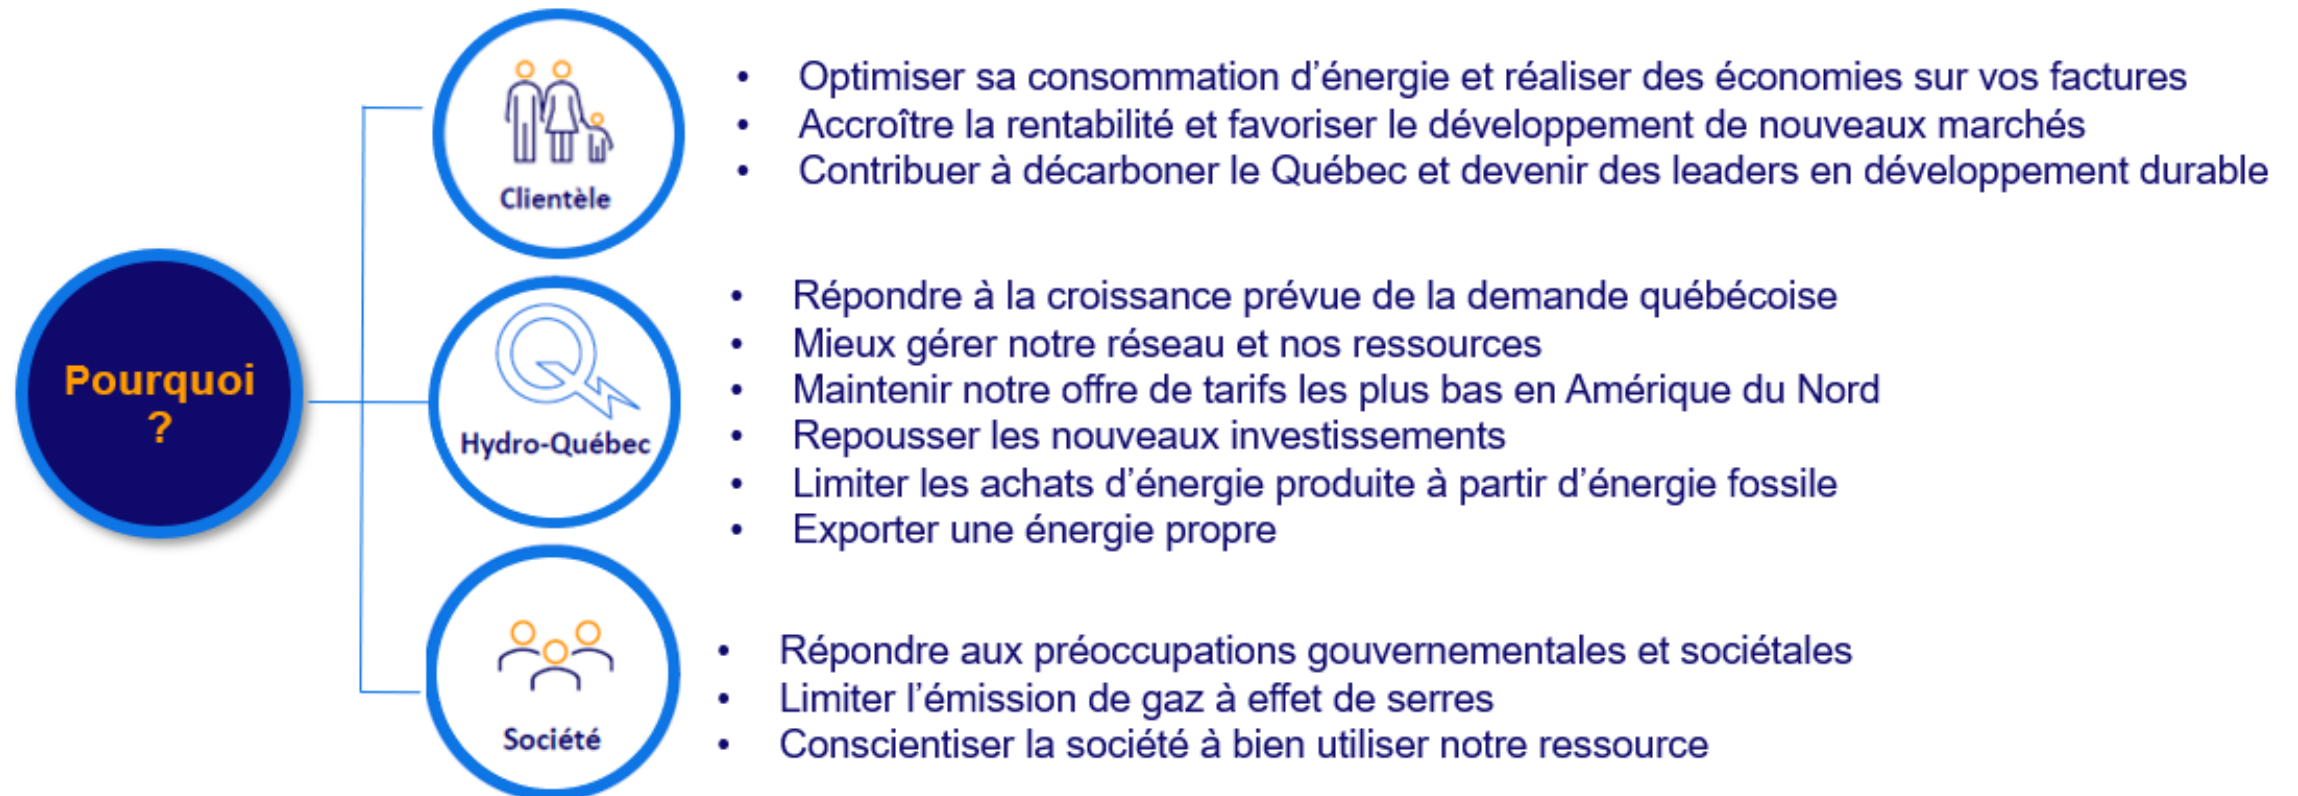 Pourquoi
?
Clientèle
• Optimiser sa consommation d’énergie et réaliser des économies sur vos factures
• Accroître la rentabilité et favoriser le développement de nouveaux marchés
• Contribuer à décarboner le Québec et devenir des leaders en développement durable
Hydro-Québec
• Répondre à la croissance prévue de la demande québécoise
• Mieux gérer notre réseau et nos ressources
• Maintenir notre offre de tarifs les plus bas en Amérique du Nord
• Repousser les nouveaux investissements
• Limiter les achats d’énergie produite à partir d’énergie fossile
• Exporter une énergie propre
Société
• Répondre aux préoccupations gouvernementales et sociétales
• Limiter l’émission de gaz à effet de serres
• Conscientiser la société à bien utiliser notre ressource